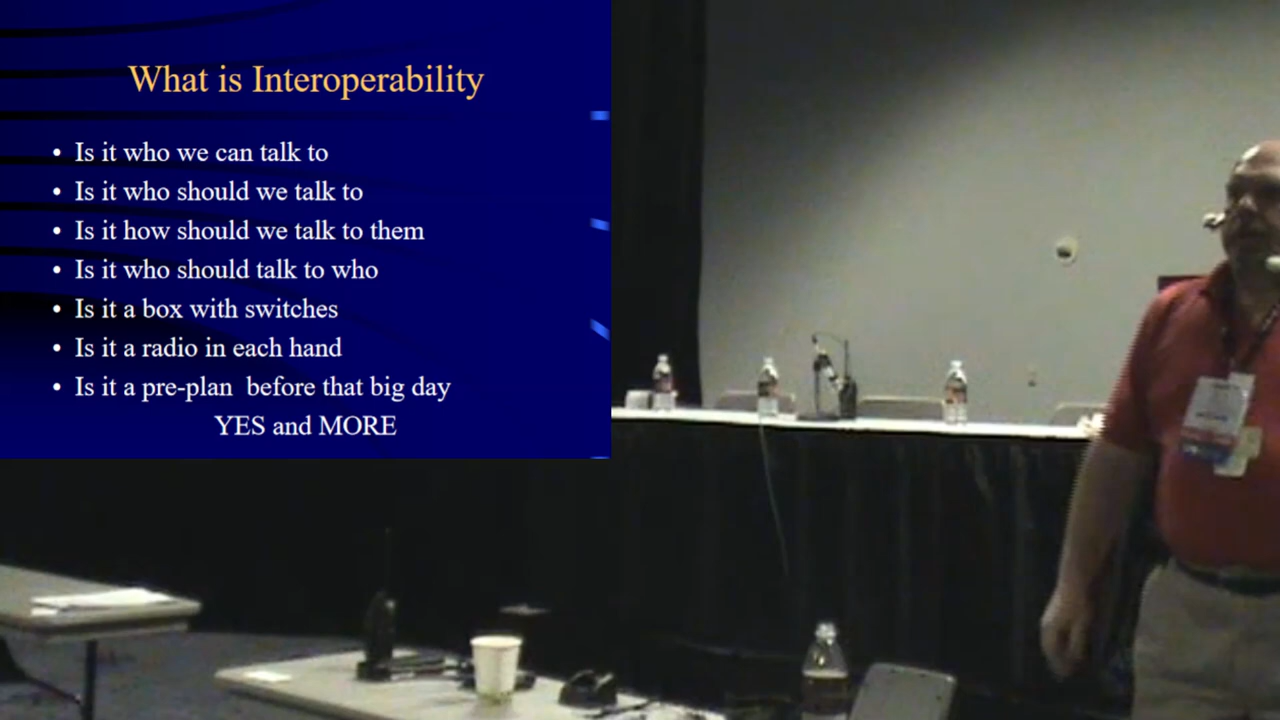 What is Interoperability
• Is it who we can talk to
• Is it who should we talk to
• Is it how should we talk to them
• Is it who should talk to who
• Is it a box with switches
• Is it a radio in each hand
• Is it a pre-plan  before that big day
YES and MORE